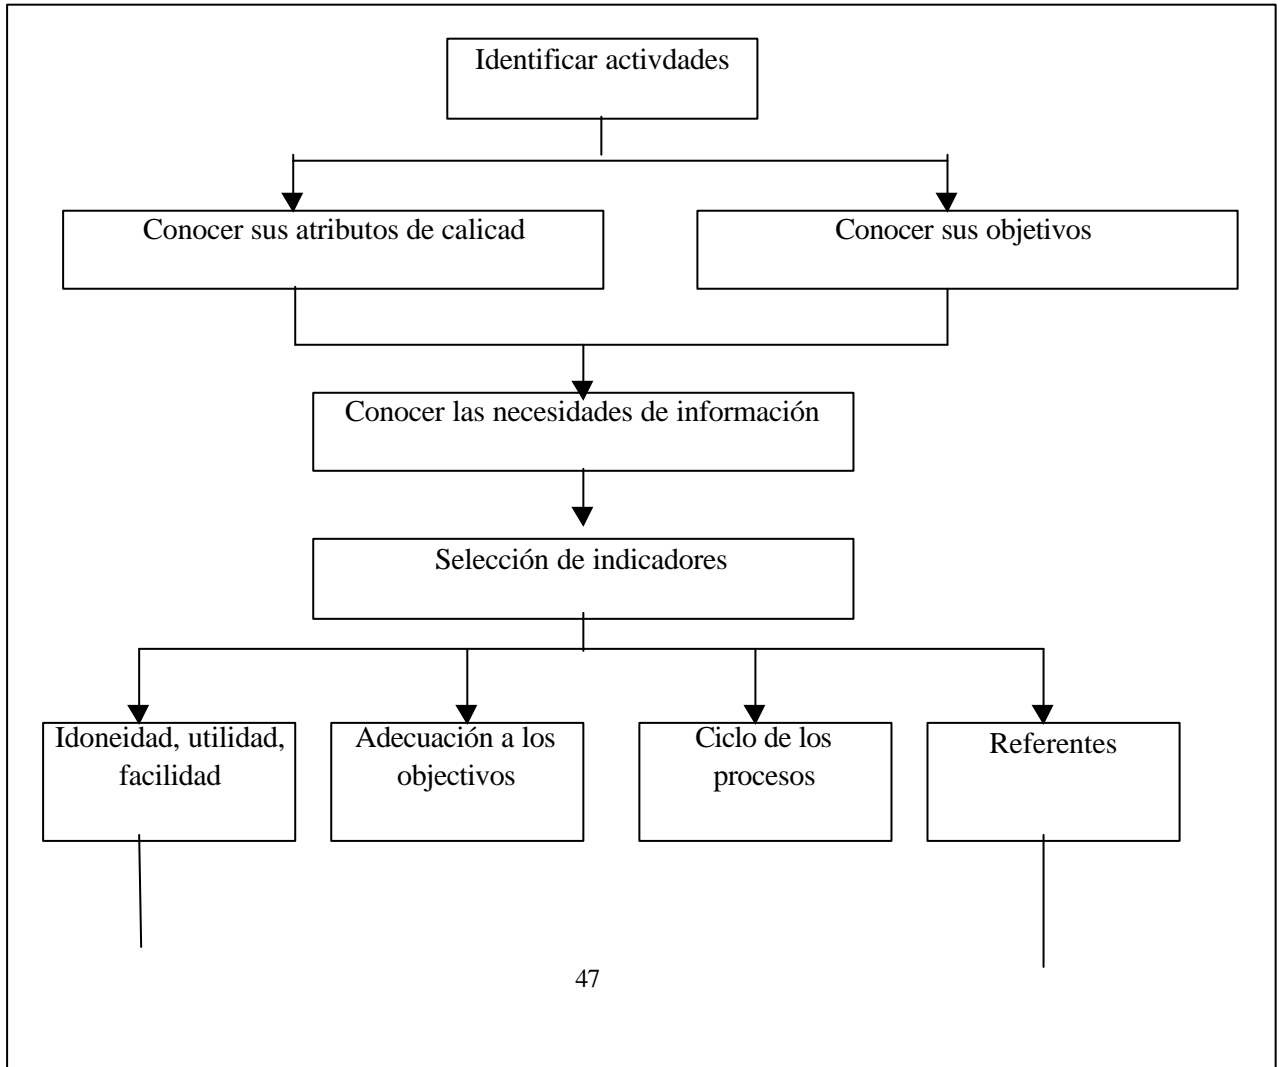 Identificar activdades
Conocer sus atributos de calicad
Conocer sus objetivos
Conocer las necesidades de información
Selección de indicadores
Idoneidad, utilidad,
facilidad
Adecuación a los
objectivos
Ciclo de los
procesos
Referentes
47